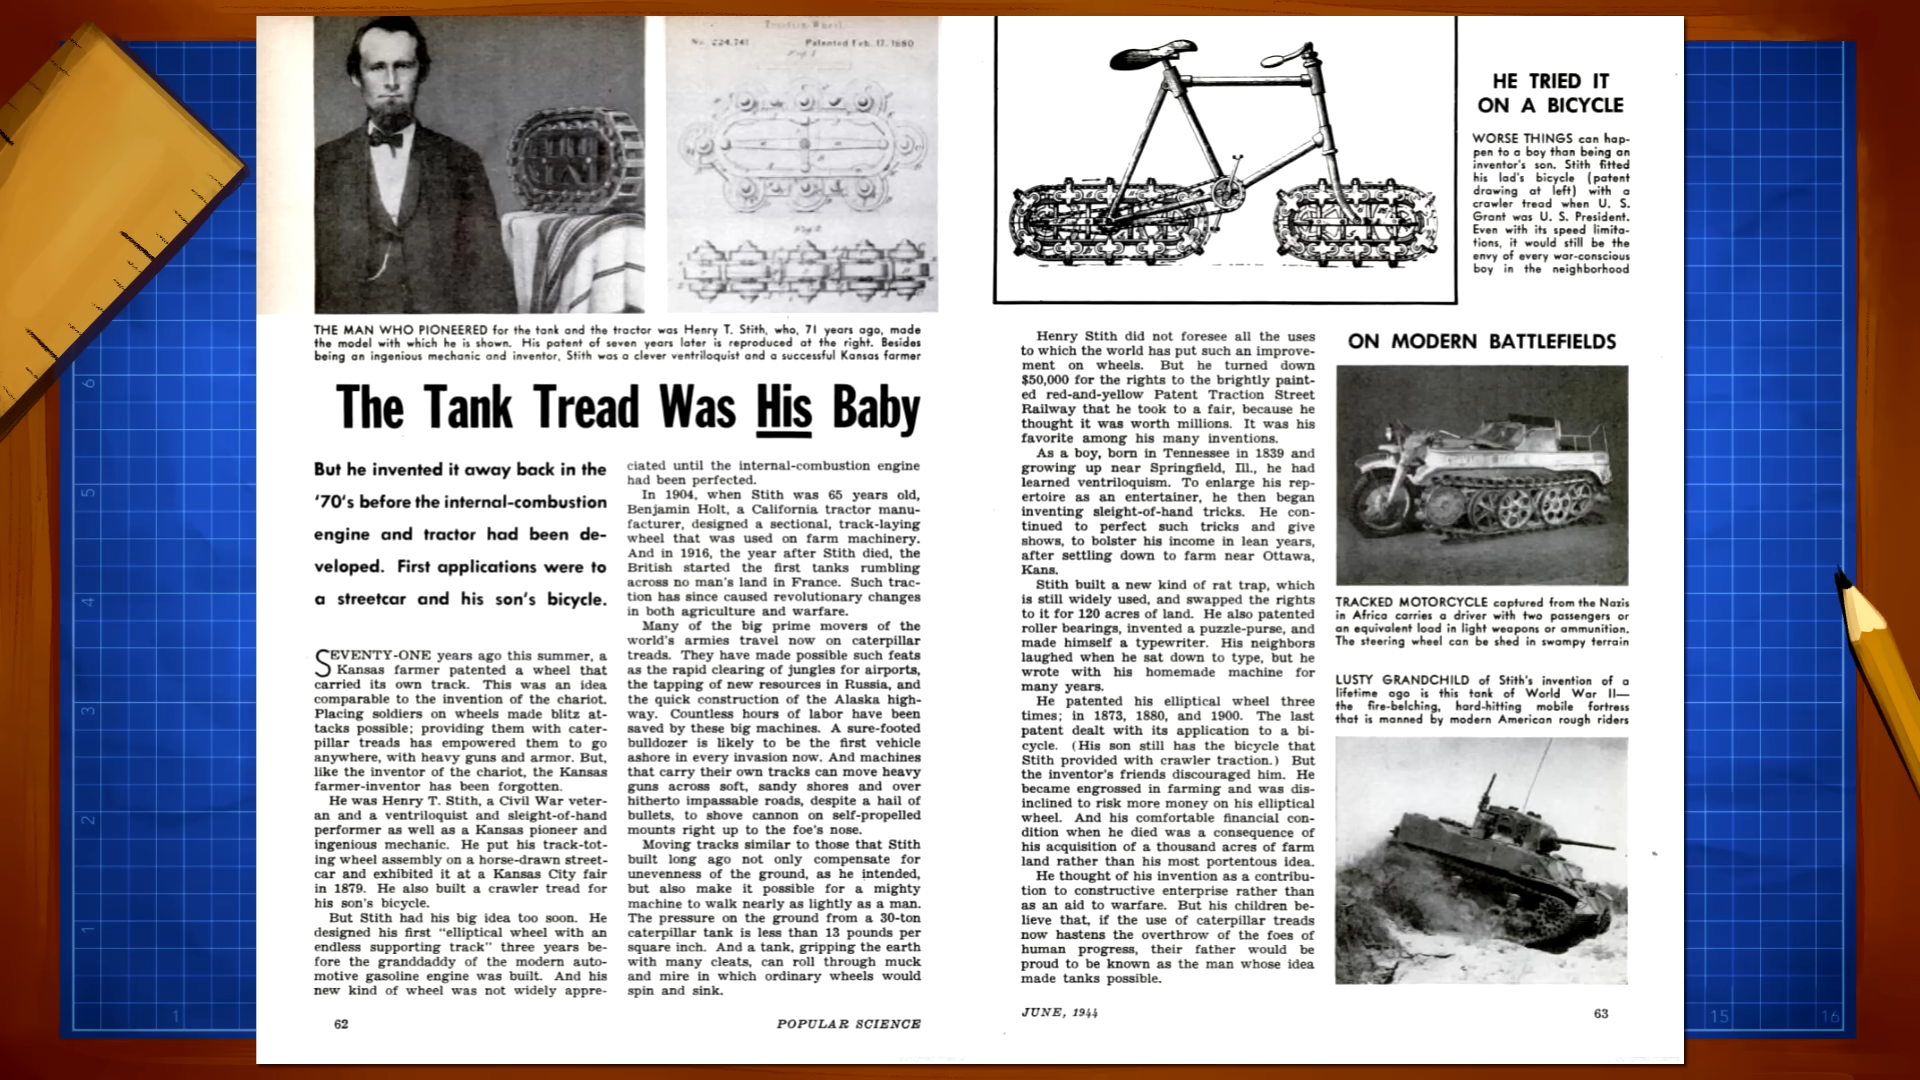 Traction-Wheel
No. 224,741 Patented Feb. 17, 1880
Fig 1
Fig 2
THE MAN WHO PIONEERED for the tank and the tractor was Henry T. Stith, who, 71 years ago, made
the model with which he is shown. His patent of seven years later is reproduced at the right. Besides
being an ingenious mechanic and inventor, Stith was a clever ventriloquist and a successful Kansas farmer
The Tank Tread Was His Baby
But he invented it away back in the
'70's before the internal-combustion
engine and tractor had been de-
veloped. First applications were to
a streetcar and his son's bicycle.
SEVENTY-ONE years ago this summer, a
Kansas farmer patented a wheel that
carried its own track. This was an idea
comparable to the invention of the chariot.
Placing soldiers on wheels made blitz at-
tacks possible; providing them with cater-
pillar treads has empowered them to go
anywhere, with heavy guns and armor. But,
like the inventor of the chariot, the Kansas
farmer-inventor has been forgotten.
He was Henry T. Stith, a Civil War veter-
an and a ventriloquist and sleight-of-hand
performer as well as a Kansas pioneer and
ingenious mechanic. He put his track-tot-
ing wheel assembly on a horse-drawn street-
car and exhibited it at a Kansas City fair
in 1879. He also built a crawler tread for
his son's bicycle.
But Stith had his big idea too soon. He
designed his first "elliptical wheel with an
endless supporting track" three years be-
fore the granddaddy of the modern auto-
motive gasoline engine was built. And his
new kind of wheel was not widely appre-
ciated until the internal-combustion engine
had been perfected.
In 1904, when Stith was 65 years old,
Benjamin Holt, a California tractor manu-
facturer, designed a sectional, track-laying
wheel that was used on farm machinery.
And in 1916, the year after Stith died, the
British started the first tanks rumbling
across no man's land in France. Such trac-
tion has since caused revolutionary changes
in both agriculture and warfare.
Many of the big prime movers of the
world's armies travel now on caterpillar
treads. They have made possible such feats
as the rapid clearing of jungles for airports,
the tapping of new resources in Russia, and
the quick construction of the Alaska high-
way. Countless hours of labor have been
saved by these big machines. A sure-footed
bulldozer is likely to be the first vehicle
ashore in every invasion now. And machines
that carry their own tracks can move heavy
guns across soft, sandy shores and over
hitherto impassable roads, despite a hail of
bullets, to shove cannon on self-propelled
mounts right up to the foe's nose.
Moving tracks similar to those that Stith
built long ago not only compensate for
unevenness of the ground, as he intended,
but also make it possible for a mighty
machine to walk nearly as lightly as a man.
The pressure on the ground from a 30-ton
caterpillar tank is less than 13 pounds per
square inch. And a tank, gripping the earth
with many cleats, can roll through muck
and mire in which ordinary wheels would
spin and sink.
62
POPULAR SCIENCE
HE TRIED IT
ON A BICYCLE
WORSE THINGS can hap-
pen to a boy than being an
inventor's son. Stith fitted
his lad's bicycle (patent
drawing at left) with a
crawler tread when U. S.
Grant was U. S. President.
Even with its speed limita-
tions, it would still be the
envy of every war-conscious
boy in the neighborhood
Henry Stith did not foresee all the uses
to which the world has put such an improve-
ment on wheels. But he turned down
$50,000 for the rights to the brightly paint-
ed red-and-yellow Patent Traction Street
Railway that he took to a fair, because he
thought it was worth millions. It was his
favorite among his many inventions.
As a boy, born in Tennessee in 1839 and
growing up near Springfield, Ill., he had
learned ventriloquism. To enlarge his rep-
ertoire as an entertainer, he then began
inventing sleight-of-hand tricks. He con-
tinued to perfect such tricks and give
shows, to bolster his income in lean years,
after settling down to farm near Ottawa,
Kans.
Stith built a new kind of rat trap, which
is still widely used, and swapped the rights
to it for 120 acres of land. He also patented
roller bearings, invented a puzzle-purse, and
made himself a typewriter. His neighbors
laughed when he sat down to type, but he
wrote with his homemade machine for
many years.
He patented his elliptical wheel three
times; in 1873, 1880, and 1900. The last
patent dealt with its application to a bi-
cycle. (His son still has the bicycle that
Stith provided with crawler traction.) But
the inventor's friends discouraged him. He
became engrossed in farming and was dis-
inclined to risk more money on his elliptical
wheel. And his comfortable financial con-
dition when he died was a consequence of
his acquisition of a thousand acres of farm
land rather than his most portentous idea.
He thought of his invention as a contribu-
tion to constructive enterprise rather than
as an aid to warfare. But his children be-
lieve that, if the use of caterpillar treads
now hastens the overthrow of the foes of
human progress, their father would be
proud to be known as the man whose idea
made tanks possible.
ON MODERN BATTLEFIELDS
TRACKED MOTORCYCLE captured from the Nazis
in Africa carries a driver with two passengers or
an equivalent load in light weapons or ammunition.
The steering wheel can be shed in swampy terrain
LUSTY GRANDCHILD of Stith's invention of a
lifetime ago is this tank of World War II—
the fire-belching, hard-hitting mobile fortress
that is manned by modern American rough riders
JUNE, 1944
63
6
5
4
3
2
1
1
15
16